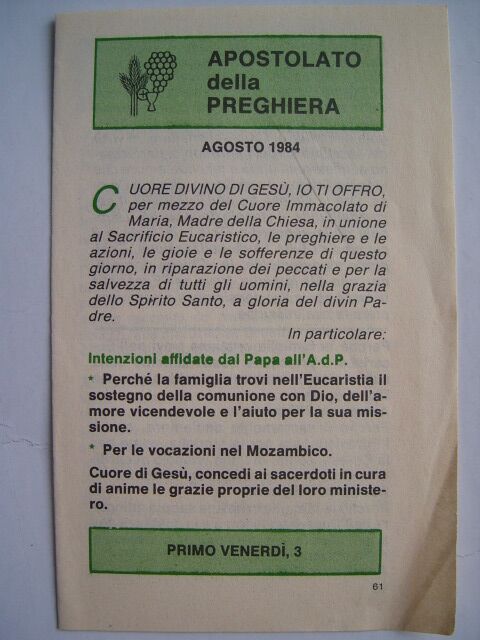 APOSTOLATO
della
PREGHIERA
AGOSTO 1984
CUORE DIVINO DI GESÙ, IO TI OFFRO,
per mezzo del Cuore Immacolato di
Maria, Madre della Chiesa, in unione
al Sacrificio Eucaristico, le preghiere e le
azioni, le gioie e le sofferenze di questo
giorno, in riparazione dei peccati e per la
salvezza di tutti gli uomini, nella grazia
dello Spirito Santo, a gloria del divin Pa-
dre.
In particolare:
Intenzioni affidate dal Papa all'A.d.P.
* Perché la famiglia trovi nell'Eucaristia il
sostegno della comunione con Dio, dell'a-
more vicendevole e l'aiuto per la sua mis-
sione.
* Per le vocazioni nel Mozambico.
Cuore di Gesù, concedi ai sacerdoti in cura
di anime le grazie proprie del loro ministe-
ro.
PRIMO VENERDÌ, 3
61